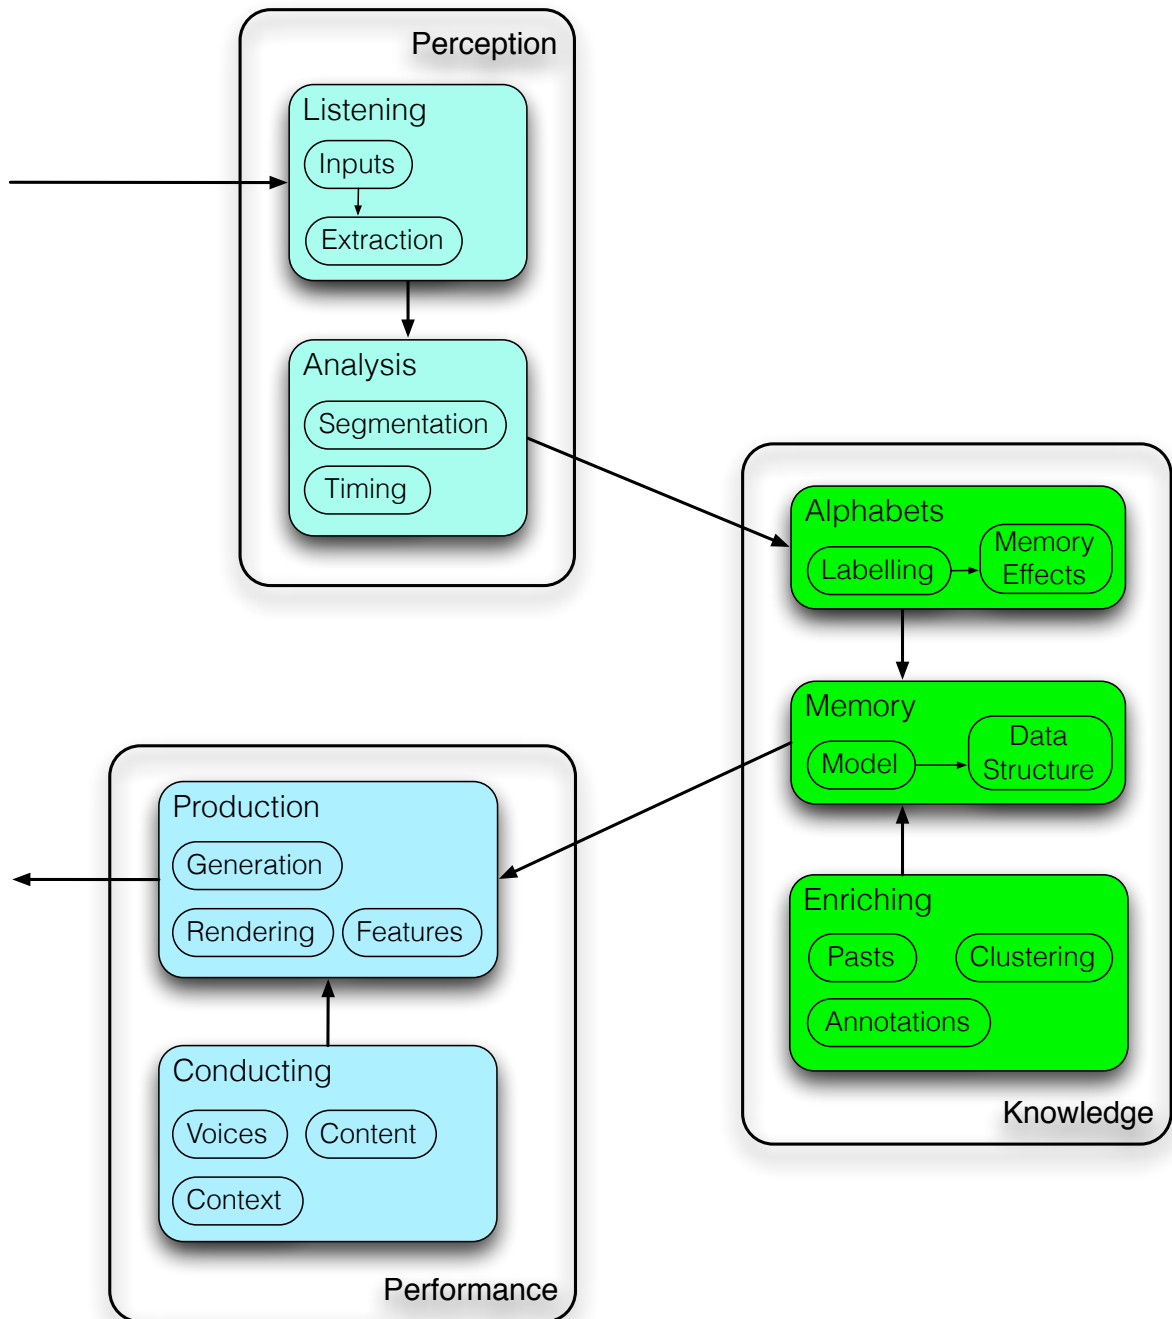 Perception
Listening
Inputs
Extraction
Analysis
Segmentation
Timing
Alphabets
Labelling
Memory
Effects
Memory
Model
Data
Structure
Enriching
Pasts
Clustering
Annotations
Knowledge
Production
Generation
Rendering
Features
Conducting
Voices
Content
Context
Performance